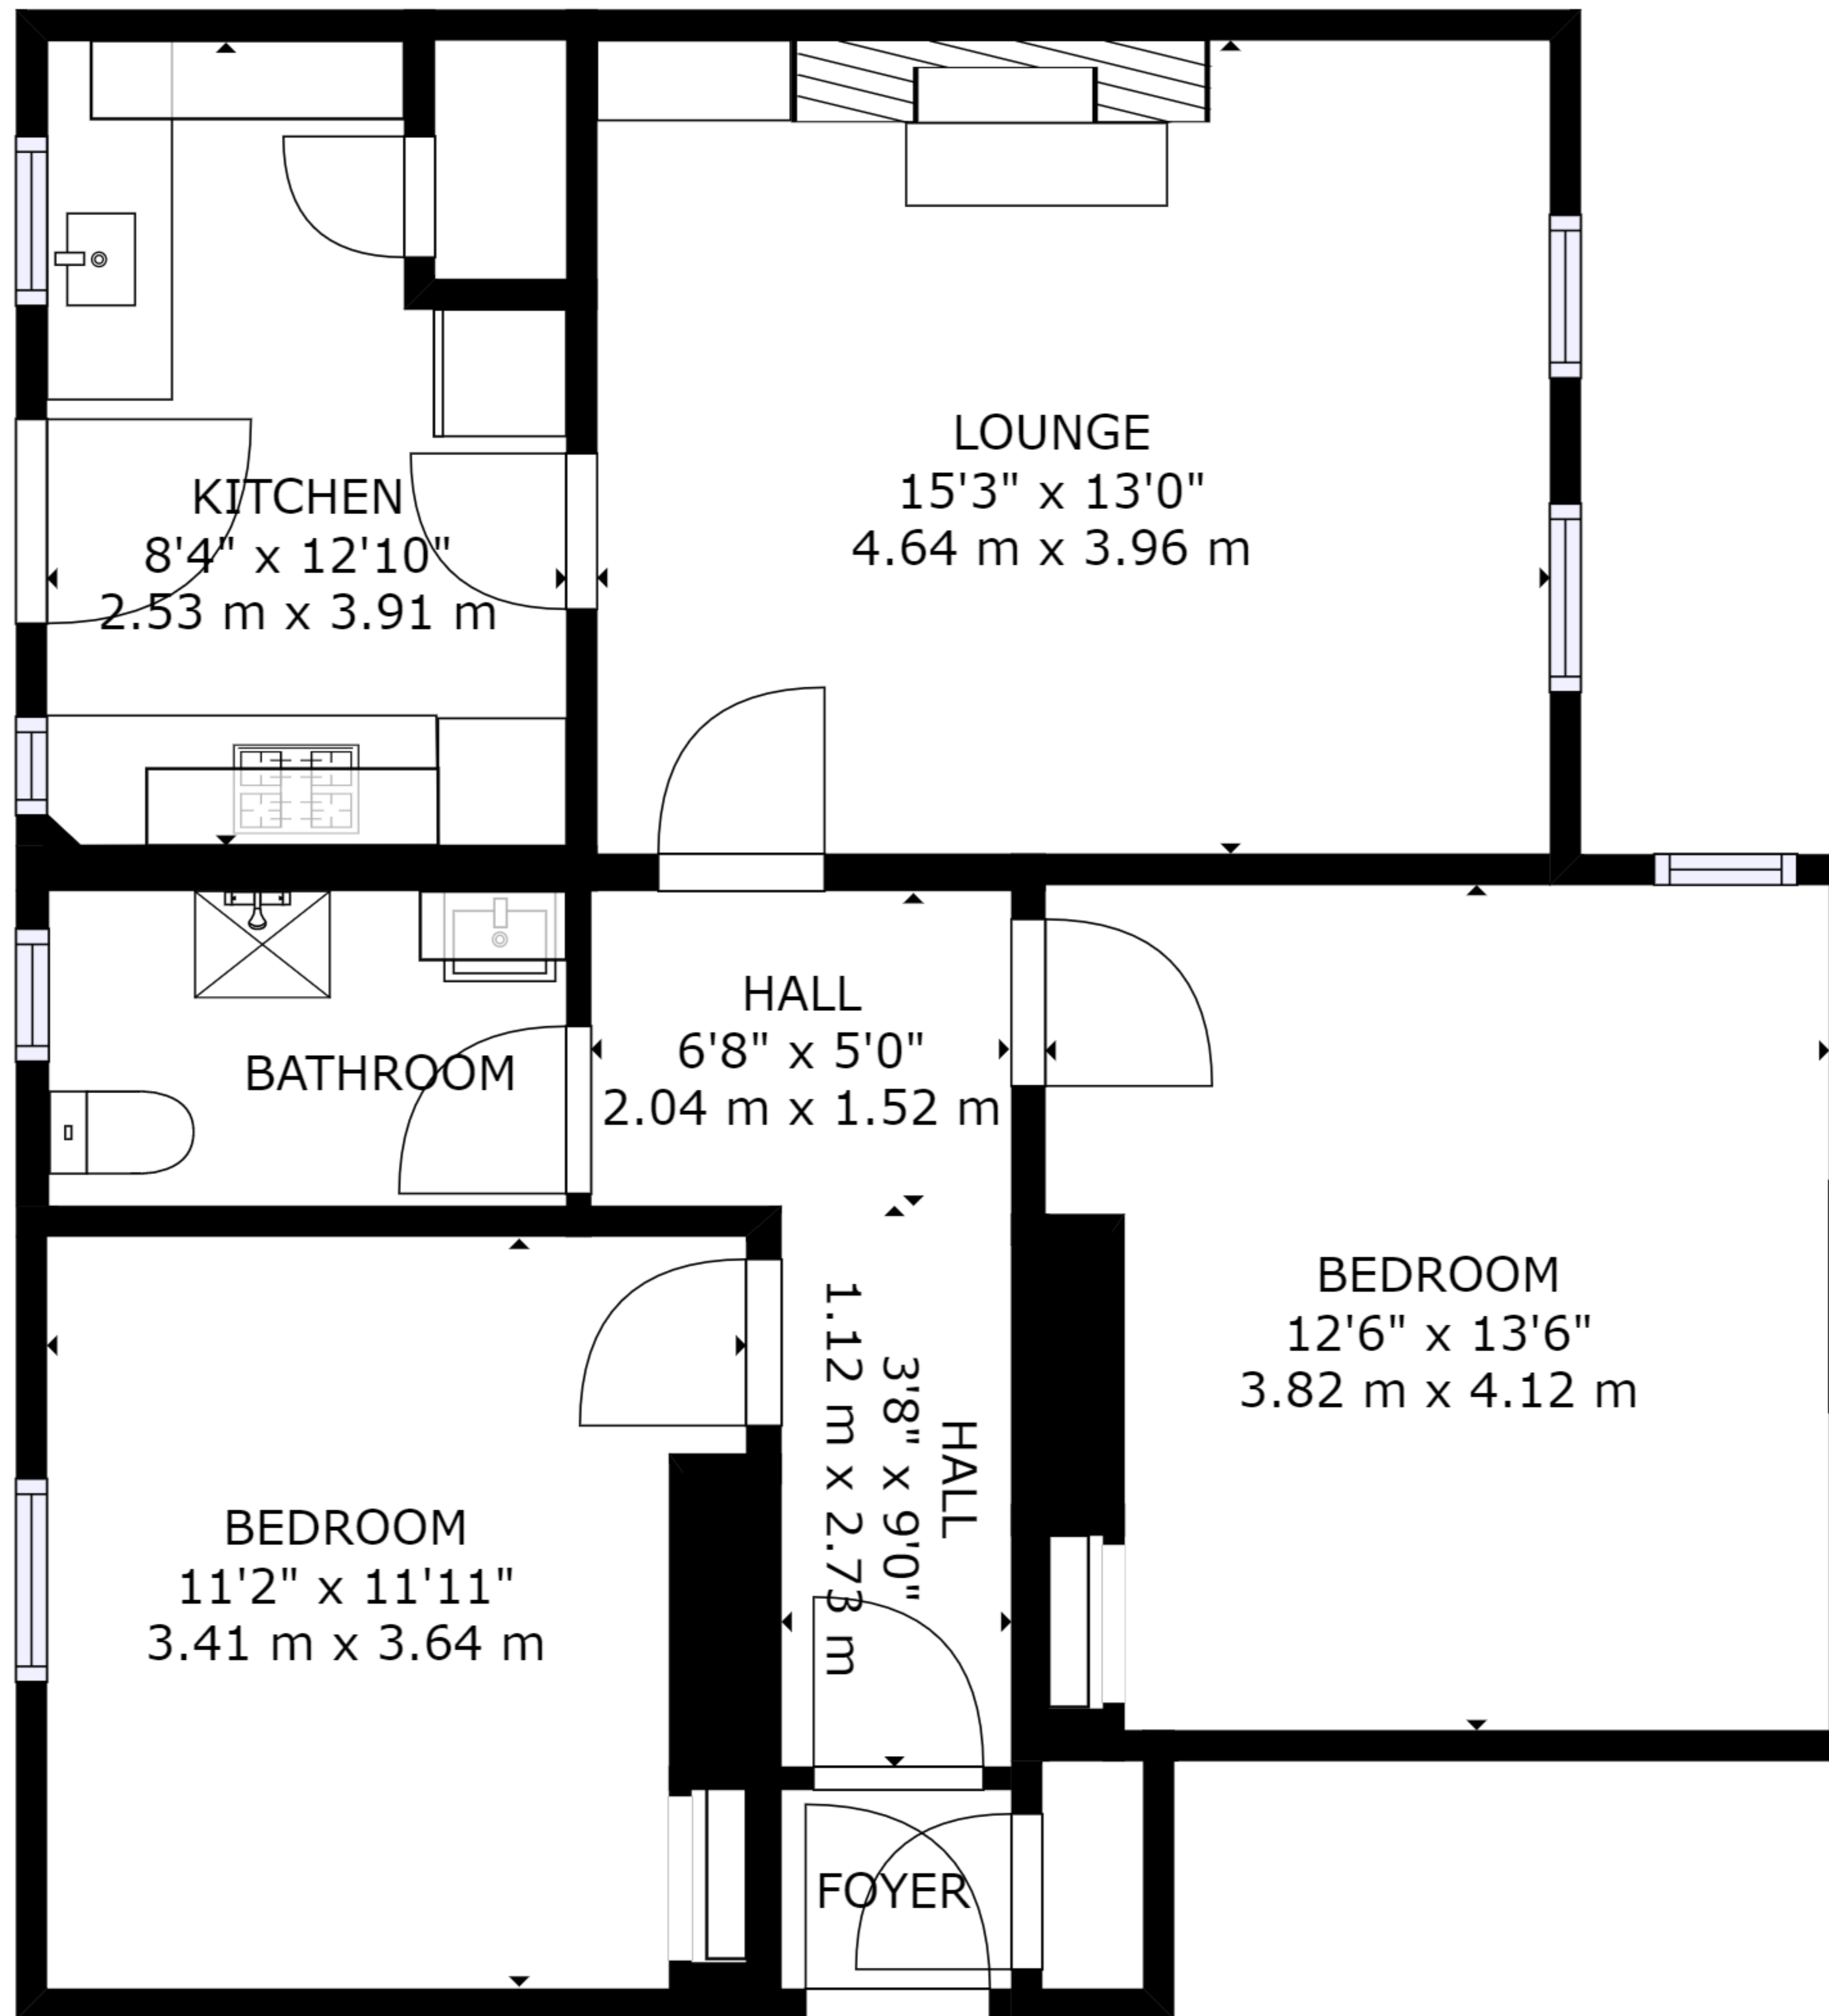 LOUNGE
15'3" x 13'0"
4.64 m x 3.96 m
KITCHEN
8'4" x 12'10"
2.53 m x 3.91 m
HALL
6'8" x 5'0"
2.04 m x 1.52 m
BATHROOM
BEDROOM
12'6" x 13'6"
3.82 m x 4.12 m
HALL
3'8" x 9'0"
1.12 m x 2.73 m
BEDROOM
11'2" x 11'11"
3.41 m x 3.64 m
FOYER